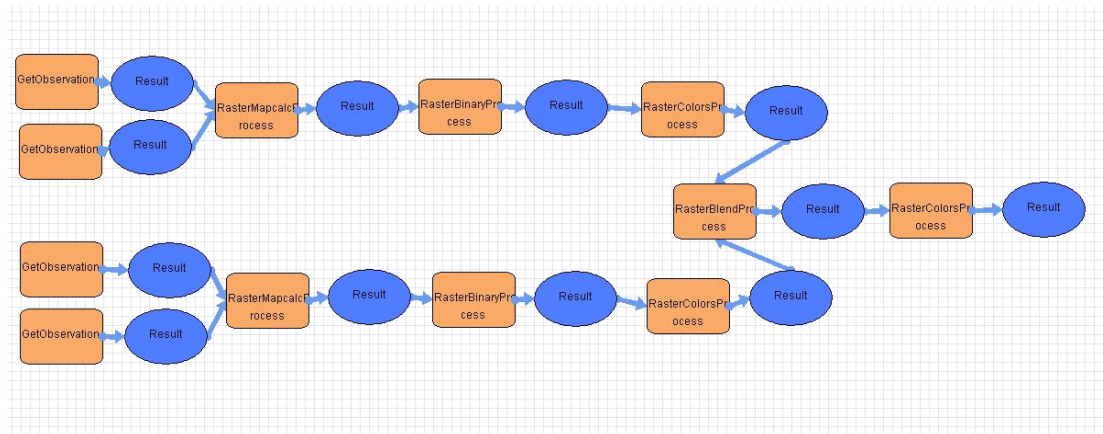 GetObservation
Result
GetObservation
Result
RasterMapcalcP
rocess
Result
RasterBinaryPro
cess
Result
RasterColorsPr
ocess
Result
GetObservation
Result
GetObservation
Result
RasterMapcalcP
rocess
Result
RasterBinaryPro
cess
Result
RasterColorsPr
ocess
Result
RasterBlendPro
cess
Result
RasterColorsPr
ocess
Result